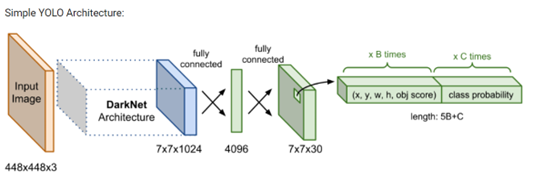 Simple YOLO Architecture:
Input
Image
448x448x3
DarkNet
Architecture
7x7x1024
fully
connected
4096
fully
connected
7x7x30
x B times
x C times
(x, y, w, h, obj score)
class probability
length: 5B+C